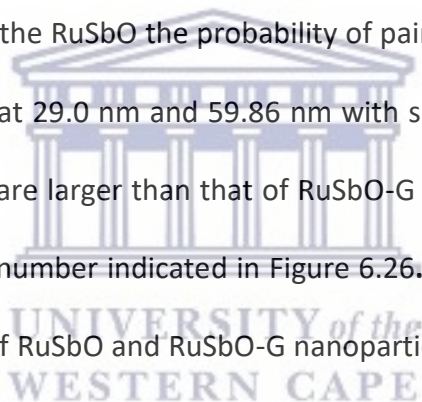 the RuSbO the probability of pair
at 29.0 nm and 59.86 nm with s
are larger than that of RuSbO-G
number indicated in Figure 6.26.
UNIVERSITY of the
f RuSbO and RuSbO-G nanoparti
WESTERN CAPE